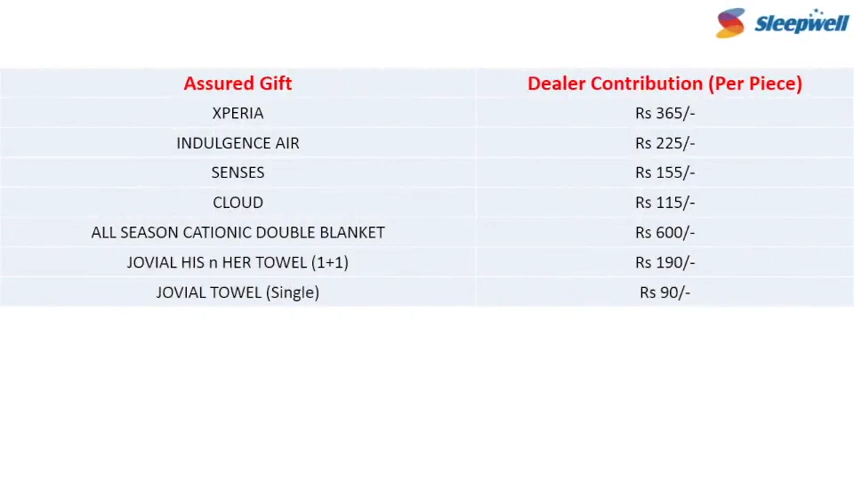 Sleepwell
Assured Gift Dealer Contribution (Per Piece)
XPERIA Rs 365/-
INDULGENCE AIR Rs 225/-
SENSES Rs 155/-
CLOUD Rs 115/-
ALL SEASON CATIONIC DOUBLE BLANKET Rs 600/-
JOVIAL HIS n HER TOWEL (1+1) Rs 190/-
JOVIAL TOWEL (Single) Rs 90/-